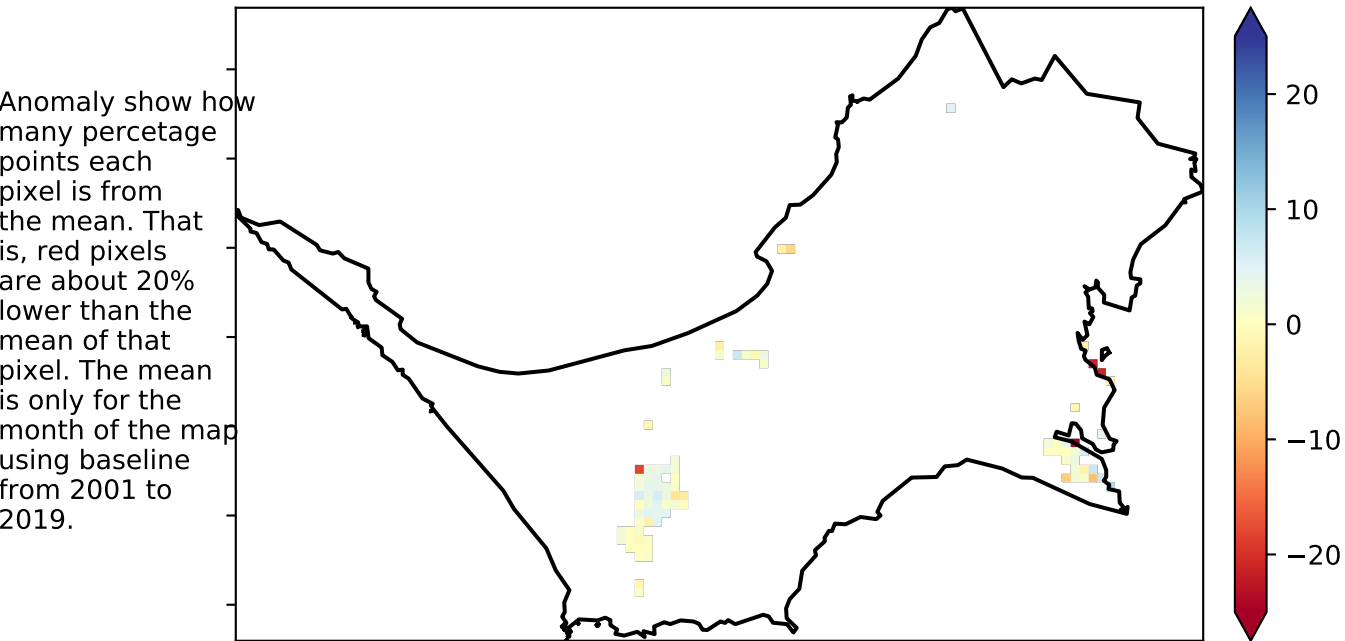 Anomaly show how
many percetage
points each
pixel is from
the mean. That
is, red pixels
are about 20%
lower than the
mean of that
pixel. The mean
is only for the
month of the map
using baseline
from 2001 to
2019.
20
10
0
−10
−20